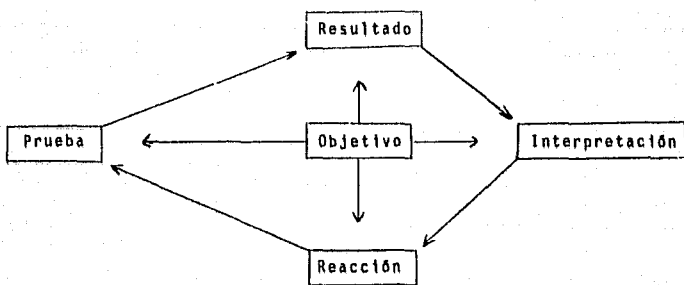 Resultado
Prueba
Objetivo
Interpretación
Reacción